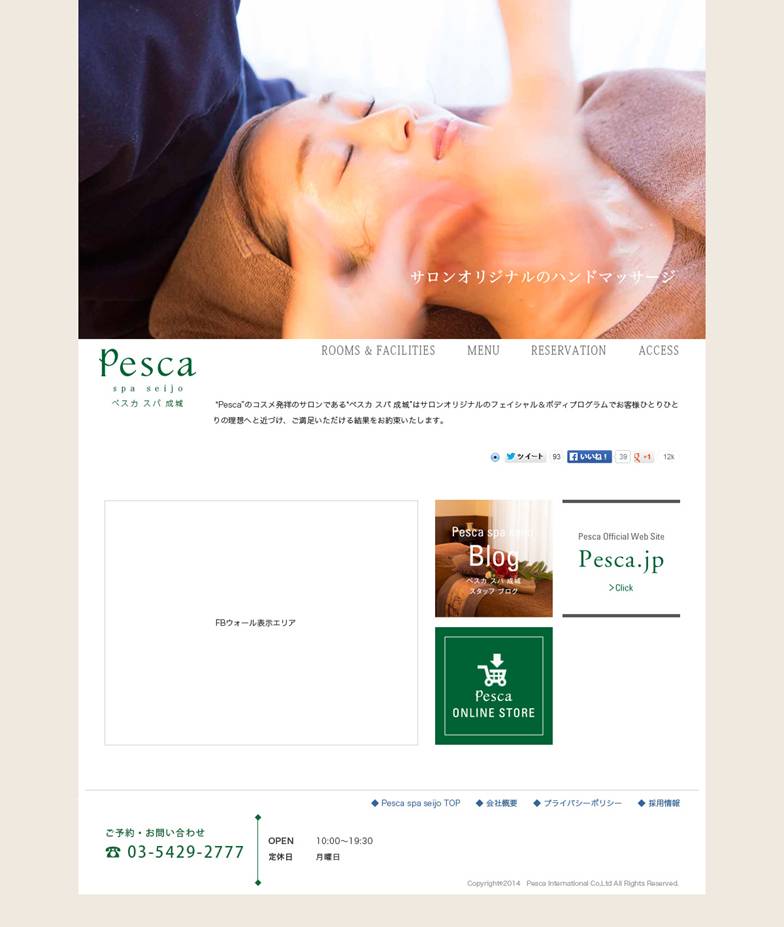 サロンオリジナルのハンドマッサージ
Pesca
spa seijo
ペスカ スパ 成城
ROOMS & FACILITIES MENU RESERVATION ACCESS
“Pesca”のコスメ発祥のサロンである“ペスカ スパ 成城”はサロンオリジナルのフェイシャル＆ボディプログラムでお客様ひとりひと
りの理想へと近づけ、ご満足いただける結果をお約束いたします。
ツイート 93 いいね！ 39 +1 12k
FBウォール表示エリア
Pesca spa seijo
Blog
ペスカ スパ 成城
スタッフ ブログ
Pesca Official Web Site
Pesca.jp
>Click
Pesca
ONLINE STORE
◆ Pesca spa seijo TOP ◆ 会社概要 ◆ プライバシーポリシー ◆ 採用情報
ご予約・お問い合わせ
☎ 03-5429-2777
OPEN 10:00〜19:30
定休日 月曜日
Copyright©2014 Pesca International Co,Ltd All Rights Reserved.